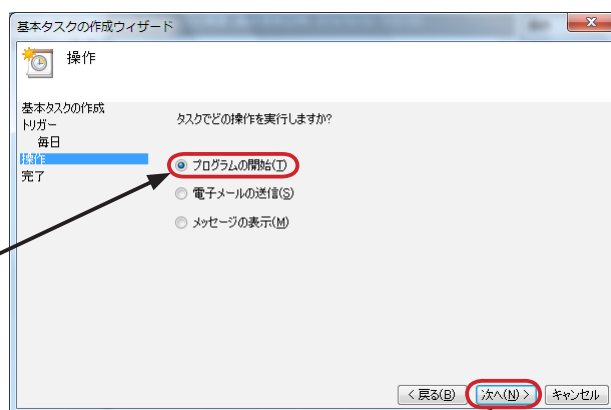 基本タスクの作成ウィザード
操作
基本タスクの作成
トリガー
毎日
操作
完了
タスクでどの操作を実行しますか?
プログラムの開始(T)
電子メールの送信(S)
メッセージの表示(M)
< 戻る(B)
次へ(N) >
キャンセル